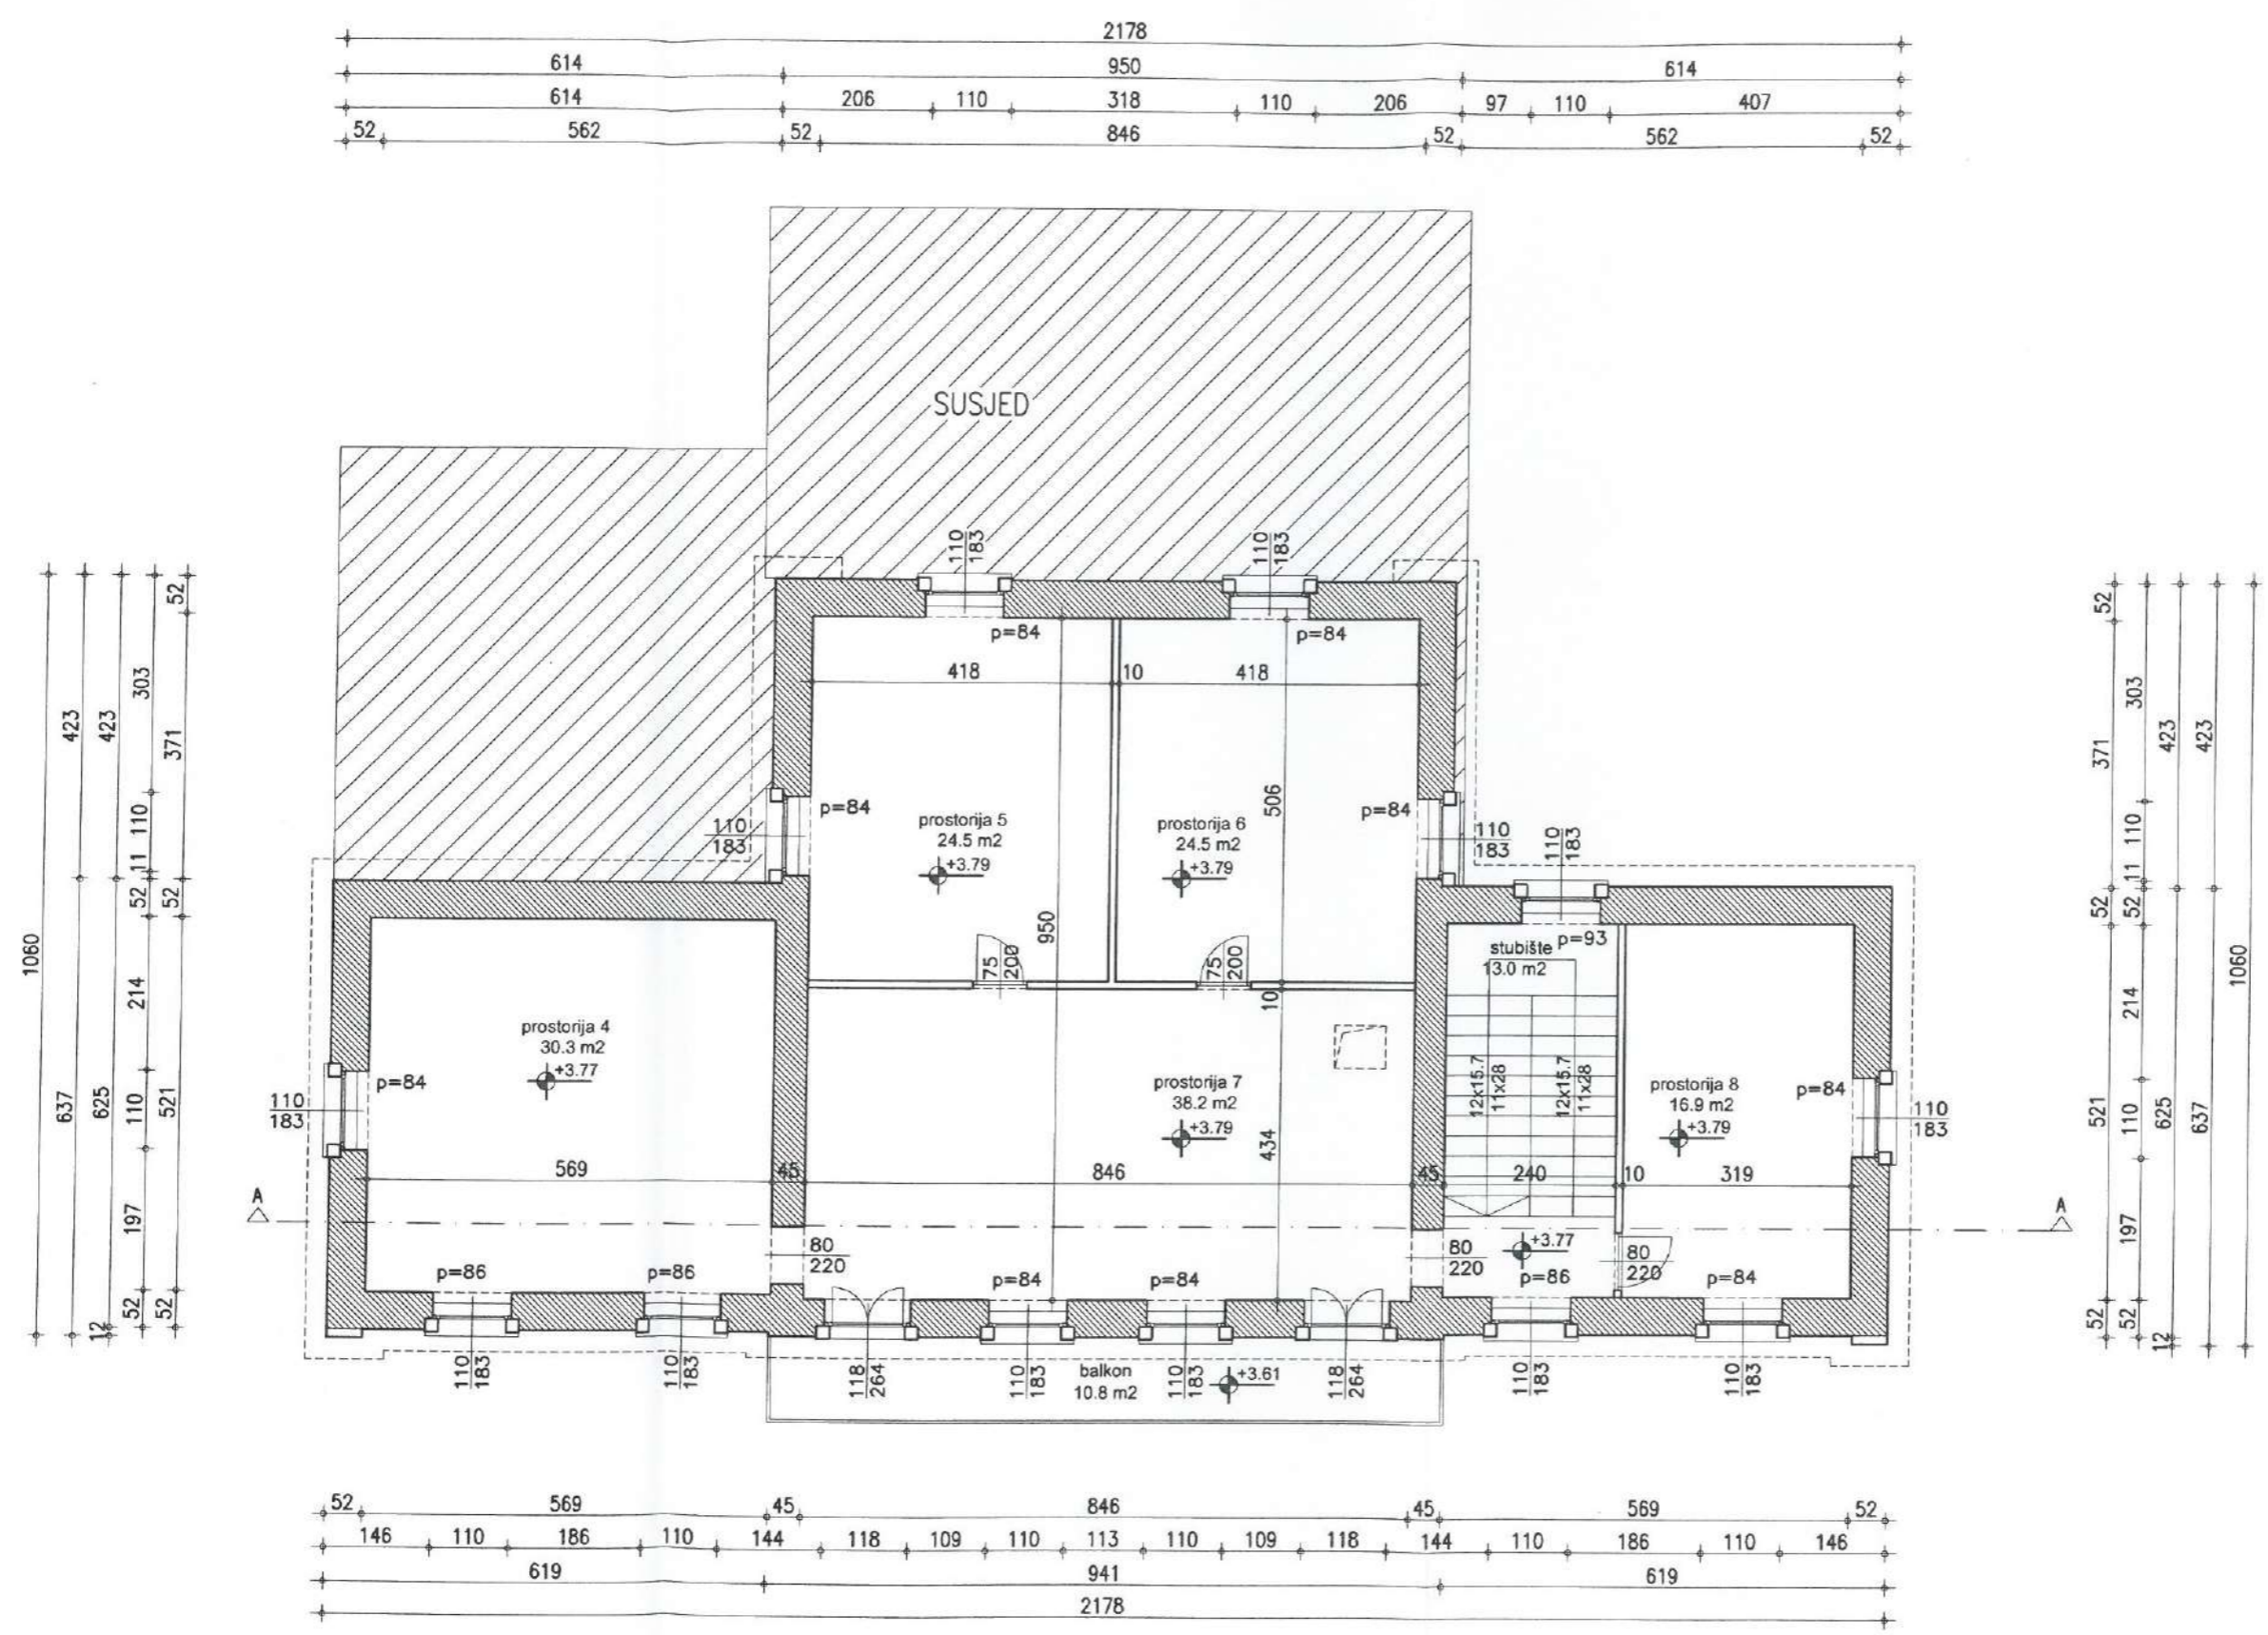 2178
614 950 614
614 206 110 318 110 206 97 110 407
52 562 52 846 52 562 52
SUSJED
110
183
110
183
p=84
p=84
418 10 418
p=84
p=84
110
183
110
183
110
183
prostorija 5
24.5 m2
+3.79
prostorija 6
24.5 m2
+3.79
506
950
75
200
75
200
10
stubište
13.0 m2
p=93
prostorija 4
30.3 m2
+3.77
p=84
110
183
prostorija 7
38.2 m2
+3.79
434
12x15.7
11x28
12x15.7
11x28
prostorija 8
16.9 m2
+3.79
p=84
110
183
569 45 846 45 240 10 319
A
A
80
220
80
220
+3.77
80
220
p=86
p=86
p=84
p=84
p=86
p=84
110
183
110
183
118
264
110
183
balkon
10.8 m2
110
183
+3.61
118
264
110
183
110
183
1060
423
637
423
625
12
303
110
11
52
214
110
197
52
52
371
52
521
52
52
371
52
521
52
303
110
11
52
214
110
197
52
423
625
12
423
637
1060
52 569 45 846 45 569 52
146 110 186 110 144 118 109 110 113 110 109 118 144 110 186 110 146
619 941 619
2178